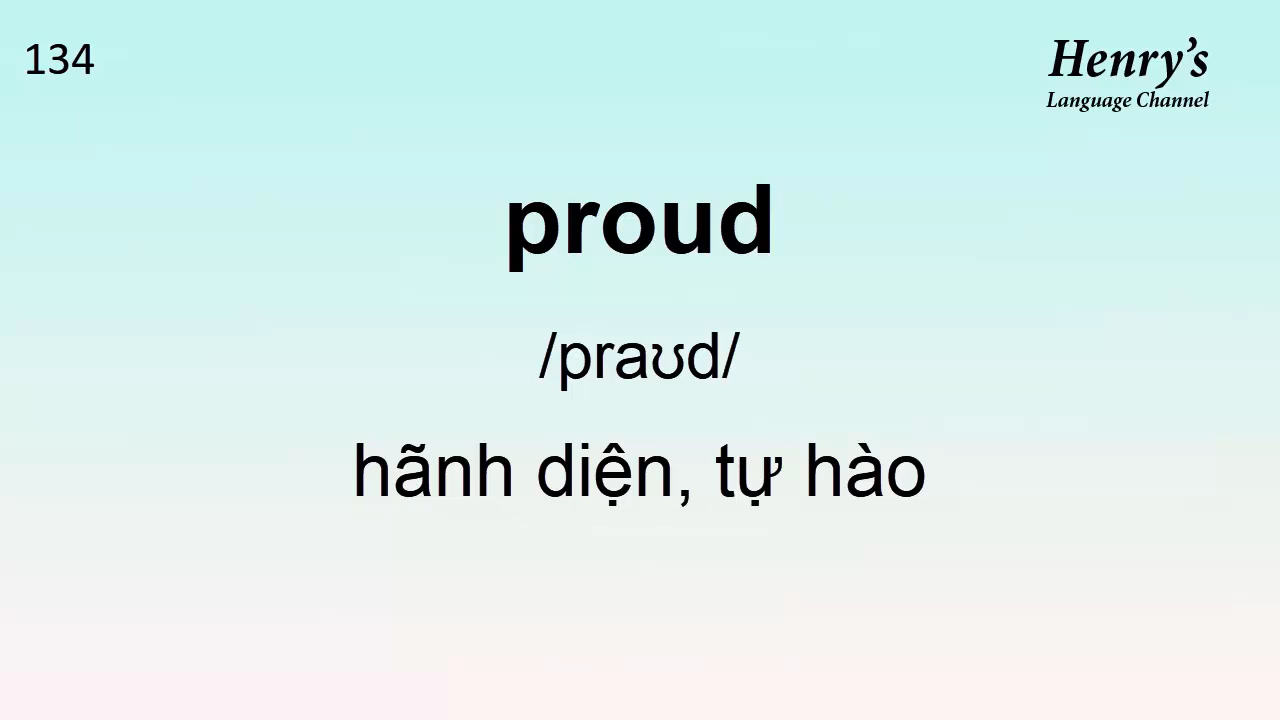 134
Henry’s
Language Channel
proud
/praʊd/
hãnh diện, tự hào